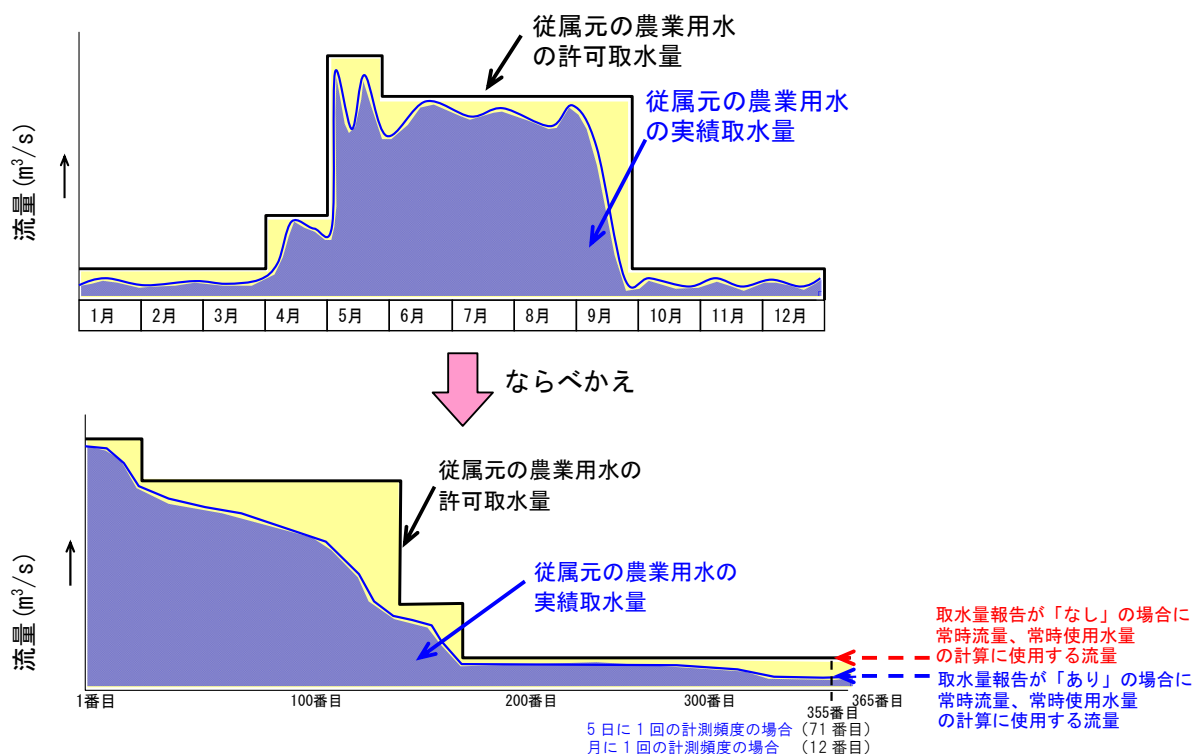 従属元の農業用水
の許可取水量
従属元の農業用水
の実績取水量
流量(m³/s)
1月 2月 3月 4月 5月 6月 7月 8月 9月 10月 11月 12月
ならべかえ
従属元の農業用水の
許可取水量
従属元の農業用水の
実績取水量
流量(m³/s)
取水量報告が「なし」の場合に
常時流量、常時使用水量
の計算に使用する流量
取水量報告が「あり」の場合に
常時流量、常時使用水量
の計算に使用する流量
1番目 100番目 200番目 300番目 365番目
355番目
5日に1回の計測頻度の場合 (71番目)
月に1回の計測頻度の場合 (12番目)